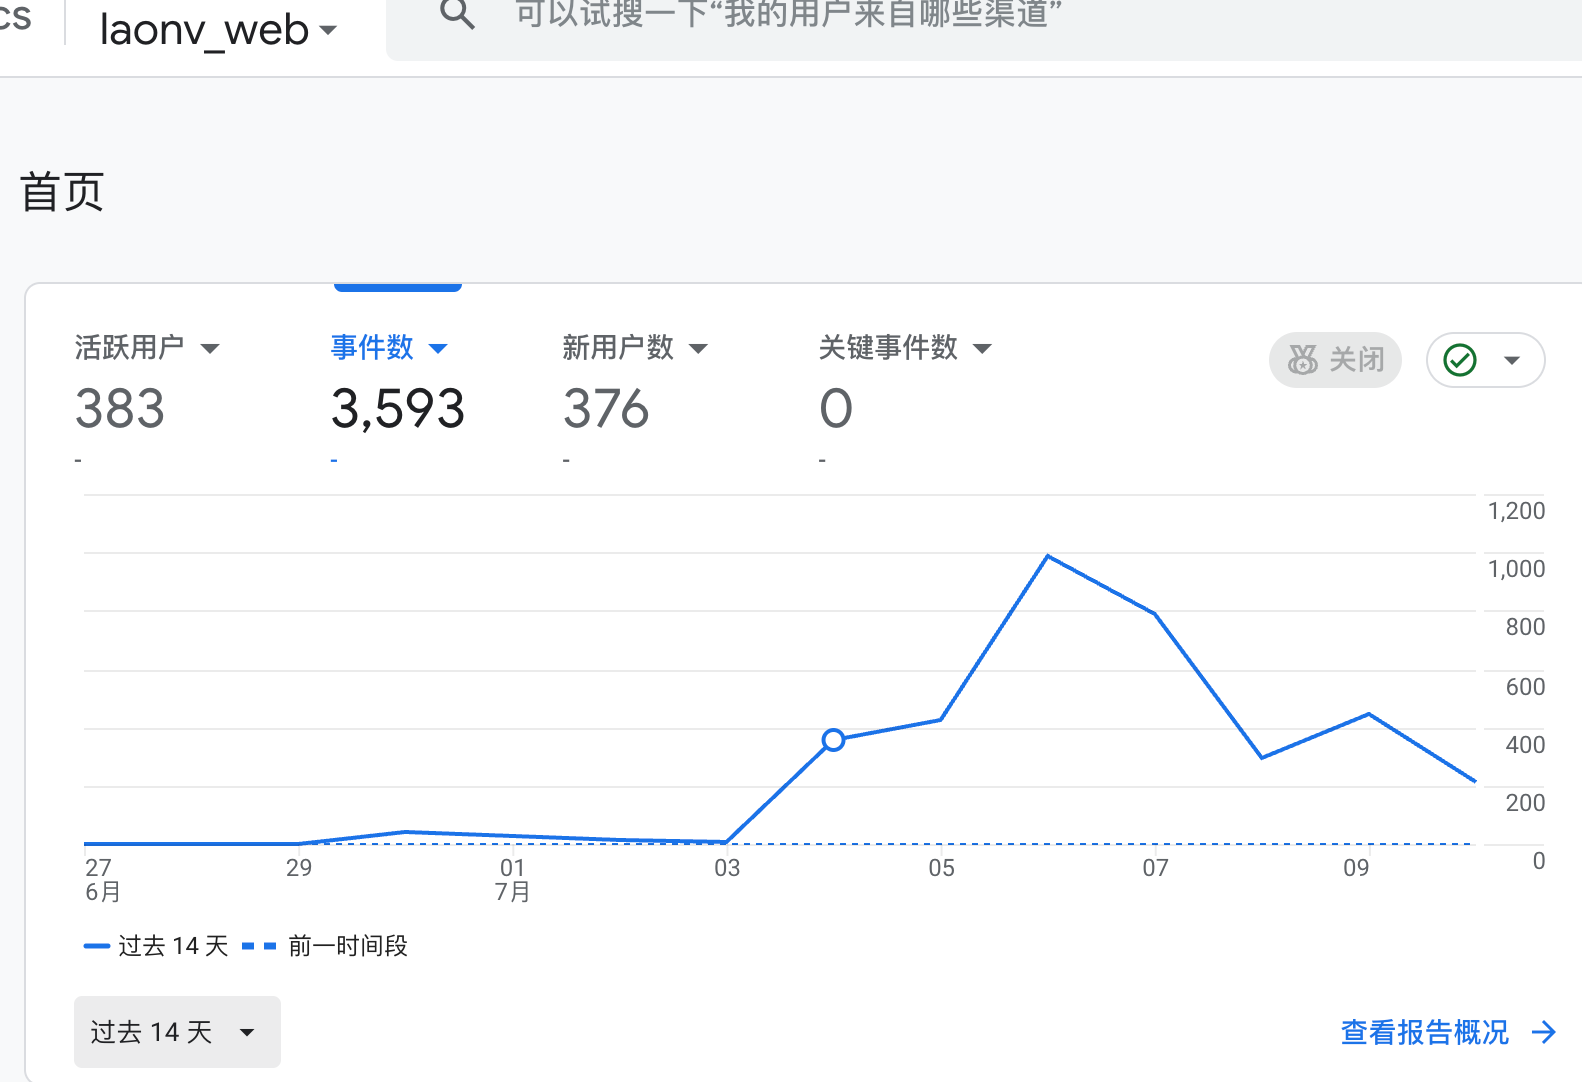 cs
laonv_web
可以试搜一下“我的用户来自哪些渠道”
首页
活跃用户
事件数
新用户数
关键事件数
383
3,593
376
0
-
-
-
-
关闭
1,200
1,000
800
600
400
200
0
27
29
01
03
05
07
09
6月
7月
过去 14 天
前一时间段
过去 14 天
查看报告概况